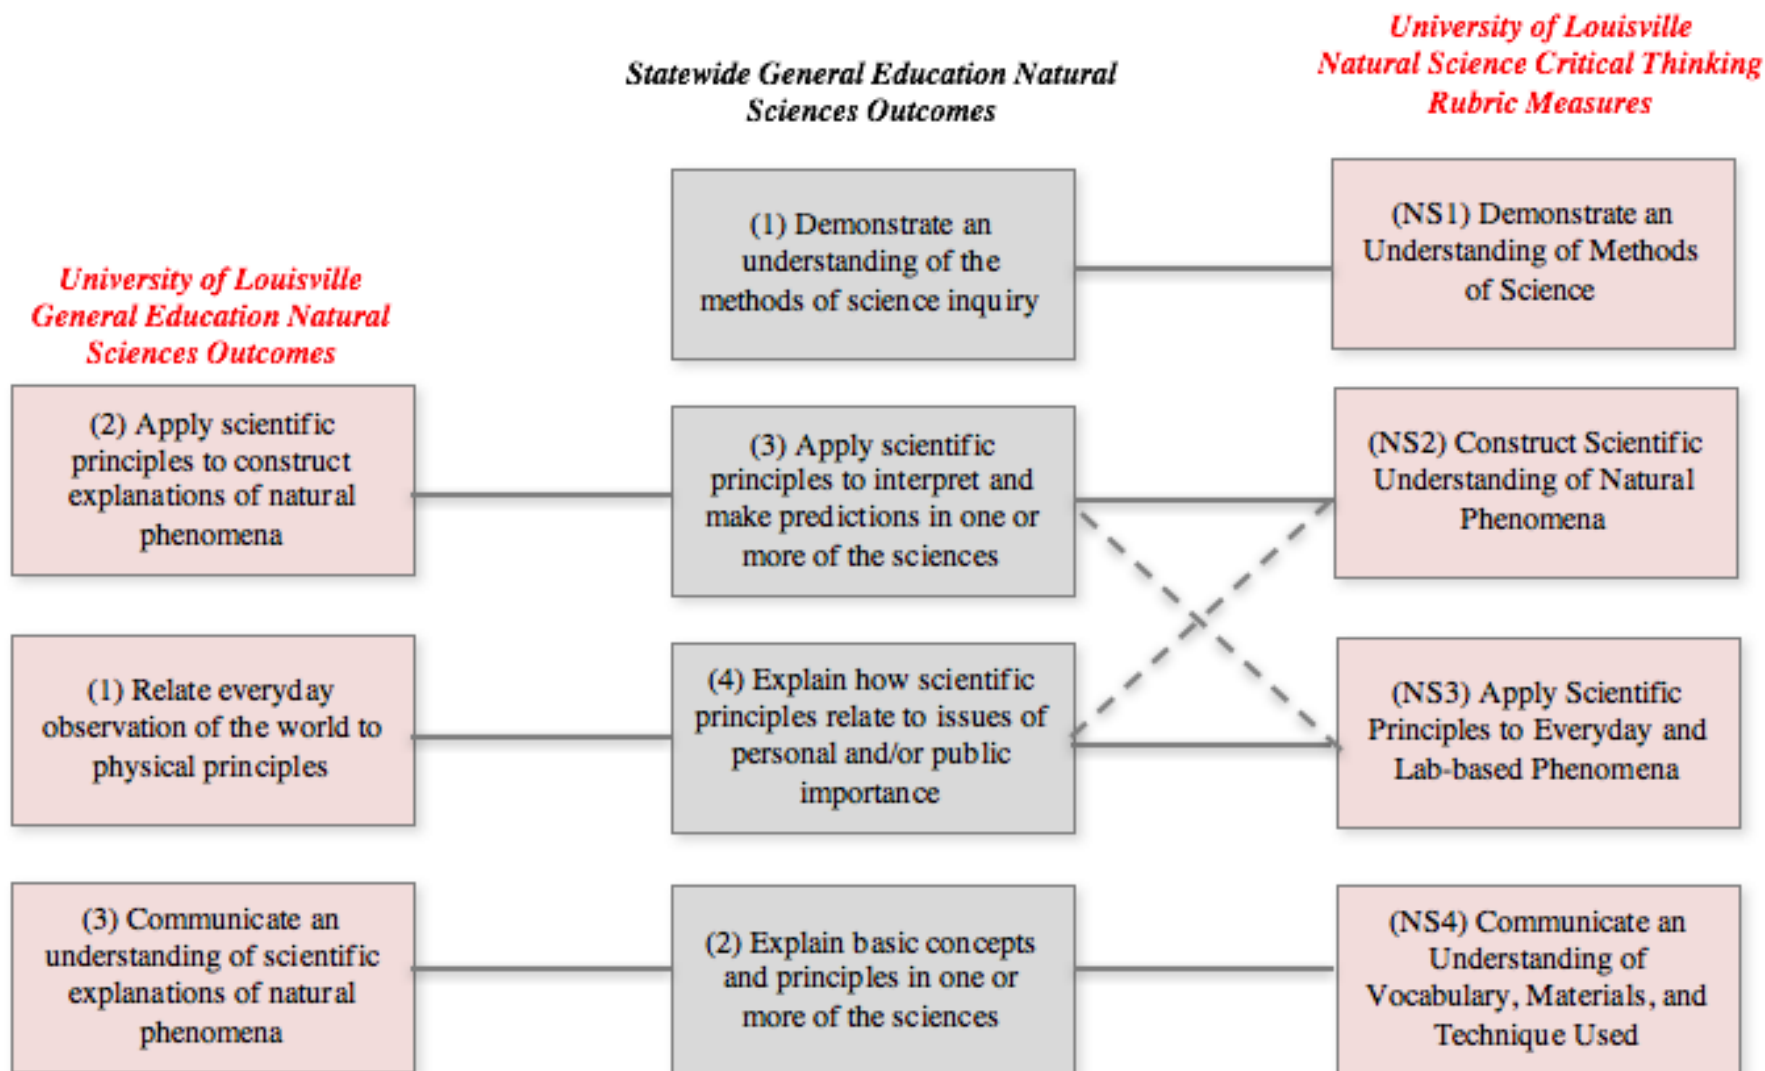 University of Louisville
General Education Natural
Sciences Outcomes
(2) Apply scientific
principles to construct
explanations of natural
phenomena
(1) Relate everyday
observation of the world to
physical principles
(3) Communicate an
understanding of scientific
explanations of natural
phenomena
Statewide General Education Natural
Sciences Outcomes
(1) Demonstrate an
understanding of the
methods of science inquiry
(3) Apply scientific
principles to interpret and
make predictions in one or
more of the sciences
(4) Explain how scientific
principles relate to issues of
personal and/or public
importance
(2) Explain basic concepts
and principles in one or
more of the sciences
University of Louisville
Natural Science Critical Thinking
Rubric Measures
(NS1) Demonstrate an
Understanding of Methods
of Science
(NS2) Construct Scientific
Understanding of Natural
Phenomena
(NS3) Apply Scientific
Principles to Everyday and
Lab-based Phenomena
(NS4) Communicate an
Understanding of
Vocabulary, Materials, and
Technique Used